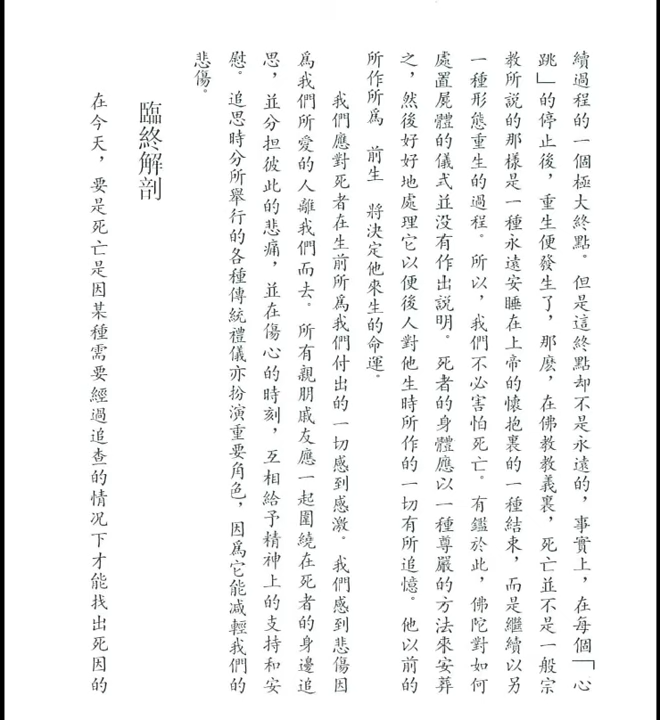 續過程的一個極大終點。但是這終點却不是永遠的，事實上，在每個「心
跳」的停止後，重生便發生了，那麽，在佛教教義裏，死亡並不是一般宗
教所說的那樣是一種永遠安睡在上帝的懷抱裏的一種結束，而是繼續以另
一種形態重生的過程。所以，我們不必害怕死亡。有鑑於此，佛陀對如何
處置屍體的儀式並没有作出説明。死者的身體應以一種尊嚴的方法來安葬
之，然後好好地處理它以便後人對他生時所作的一切有所追憶。他以前的
所作所爲 前生 將決定他來生的命運。
我們應對死者在生前所爲我們付出的一切感到感激。我們感到悲傷因
爲我們所愛的人離我們而去。所有親朋戚友應一起圍繞在死者的身邊追
思，並分担彼此的悲痛，並在傷心的時刻，互相給予精神上的支持和安
慰。追思時分所舉行的各種傳統禮儀亦扮演重要角色，因爲它能减輕我們的
悲傷。
臨終解剖
在今天，要是死亡是因某種需要經過追查的情况下才能找出死因的